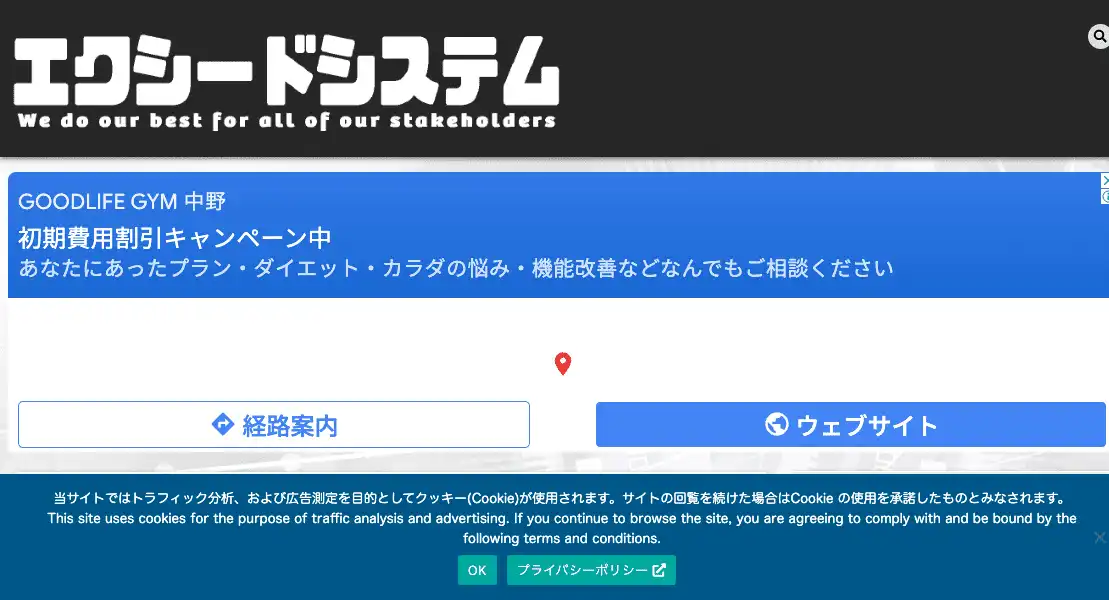 エクシードシステム
We do our best for all of our stakeholders
GOODLIFE GYM 中野
初期費用割引キャンペーン中
あなたにあったプラン・ダイエット・カラダの悩み・機能改善などなんでもご相談ください
経路案内
ウェブサイト
当サイトではトラフィック分析、および広告測定を目的としてクッキー(Cookie)が使用されます。サイトの回覧を続けた場合はCookie の使用を承諾したものとみなされます。
This site uses cookies for the purpose of traffic analysis and advertising. If you continue to browse the site, you are agreeing to comply with and be bound by the
following terms and conditions.
OK
プライバシーポリシー